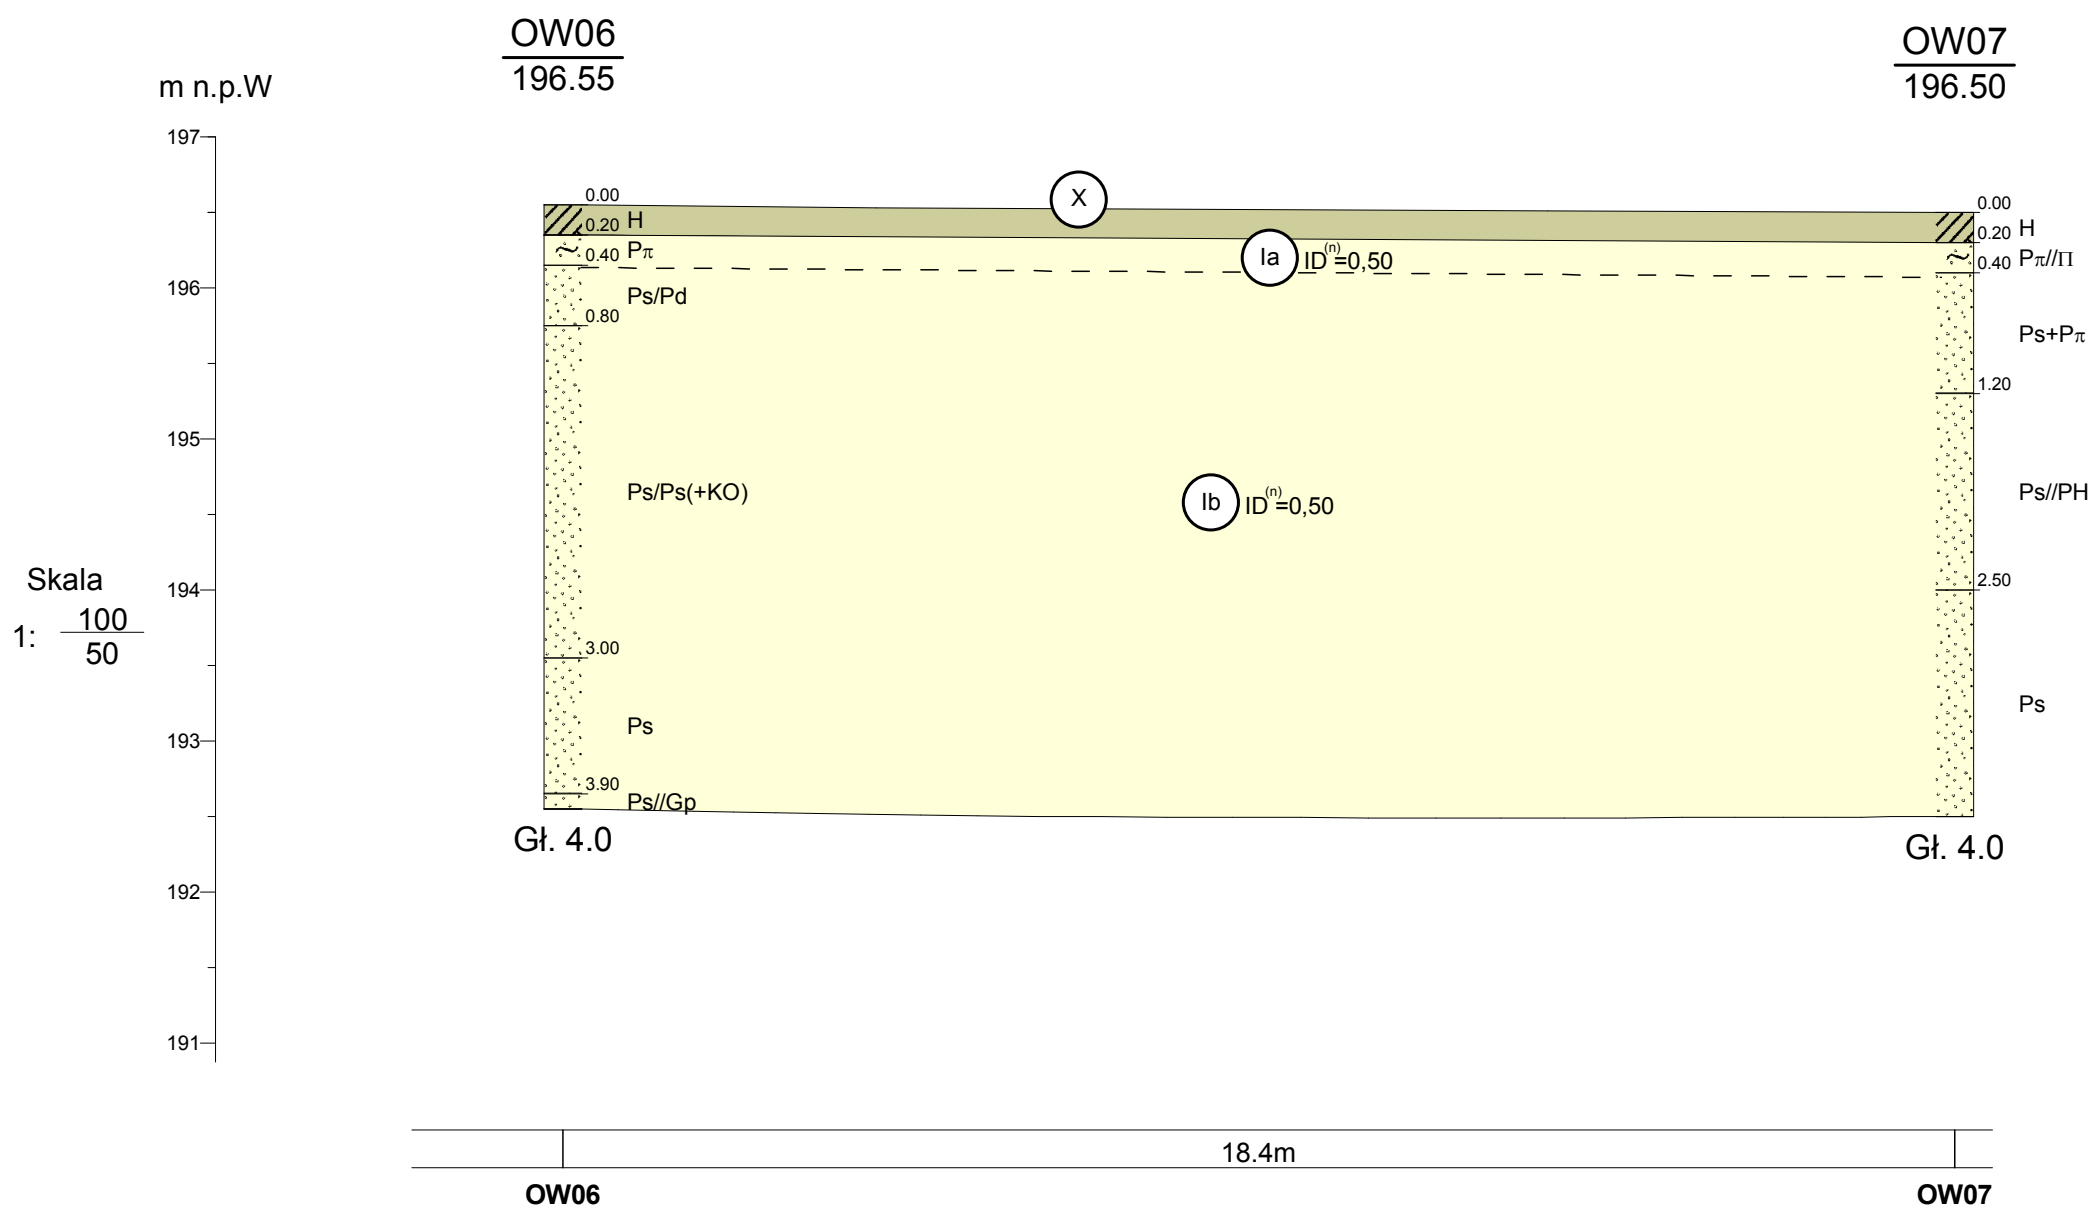 OW06
196.55
OW07
196.50
m n.p.W
197
196
195
194
193
192
191
Skala
1: 100
50
0.00
H
0.20
Pπ
0.40
Ps/Pd
0.80
Ps/Ps(+KO)
3.00
Ps
3.90
Ps//Gp
Gł. 4.0
X
Ia ID(n)=0,50
Ib ID(n)=0,50
0.00
H
0.20
Pπ//Π
0.40
Ps+Pπ
1.20
Ps//PH
2.50
Ps
Gł. 4.0
18.4m
OW06
OW07